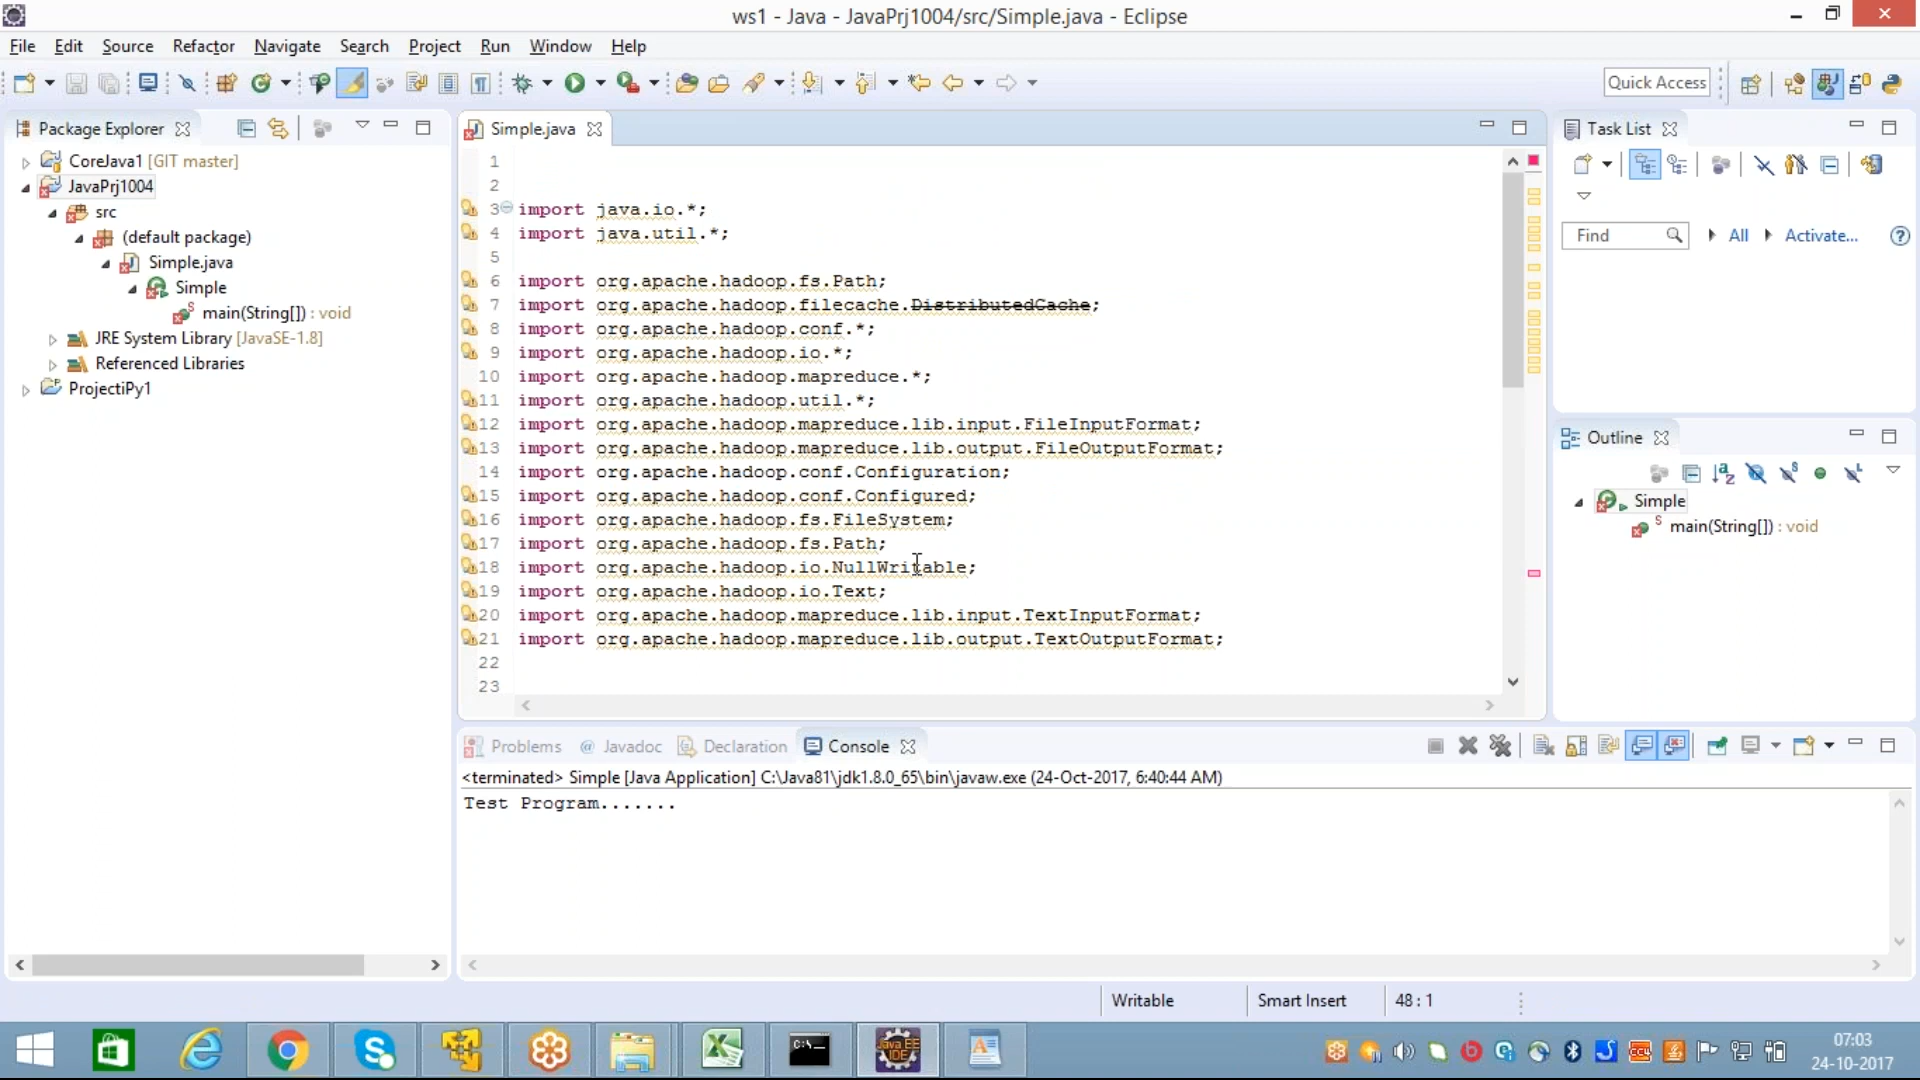 ws1 - Java - JavaPrj1004/src/Simple.java - Eclipse
File Edit Source Refactor Navigate Search Project Run Window Help
Quick Access
Package Explorer
CoreJava1 [GIT master]
JavaPrj1004
src
(default package)
Simple.java
Simple
main(String[]) : void
JRE System Library [JavaSE-1.8]
Referenced Libraries
ProjectiPy1
Simple.java
1
2
3 import java.io.*;
4 import java.util.*;
5
6 import org.apache.hadoop.fs.Path;
7 import org.apache.hadoop.filecache.DistributedCache;
8 import org.apache.hadoop.conf.*;
9 import org.apache.hadoop.io.*;
10 import org.apache.hadoop.mapreduce.*;
11 import org.apache.hadoop.util.*;
12 import org.apache.hadoop.mapreduce.lib.input.FileInputFormat;
13 import org.apache.hadoop.mapreduce.lib.output.FileOutputFormat;
14 import org.apache.hadoop.conf.Configuration;
15 import org.apache.hadoop.conf.Configured;
16 import org.apache.hadoop.fs.FileSystem;
17 import org.apache.hadoop.fs.Path;
18 import org.apache.hadoop.io.NullWritable;
19 import org.apache.hadoop.io.Text;
20 import org.apache.hadoop.mapreduce.lib.input.TextInputFormat;
21 import org.apache.hadoop.mapreduce.lib.output.TextOutputFormat;
22
23
Task List
Find All Activate...
Outline
Simple
main(String[]) : void
Problems @ Javadoc Declaration Console
<terminated> Simple [Java Application] C:\Java81\jdk1.8.0_65\bin\javaw.exe (24-Oct-2017, 6:40:44 AM)
Test Program.......
Writable Smart Insert 48 : 1
Java EE
IDE
07:03
24-10-2017